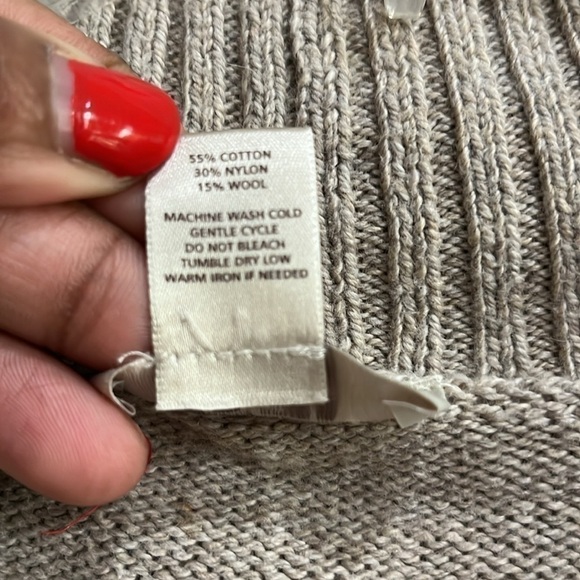 55% COTTON
30% NYLON
15% WOOL
MACHINE WASH COLD
GENTLE CYCLE
DO NOT BLEACH
TUMBLE DRY LOW
WARM IRON IF NEEDED